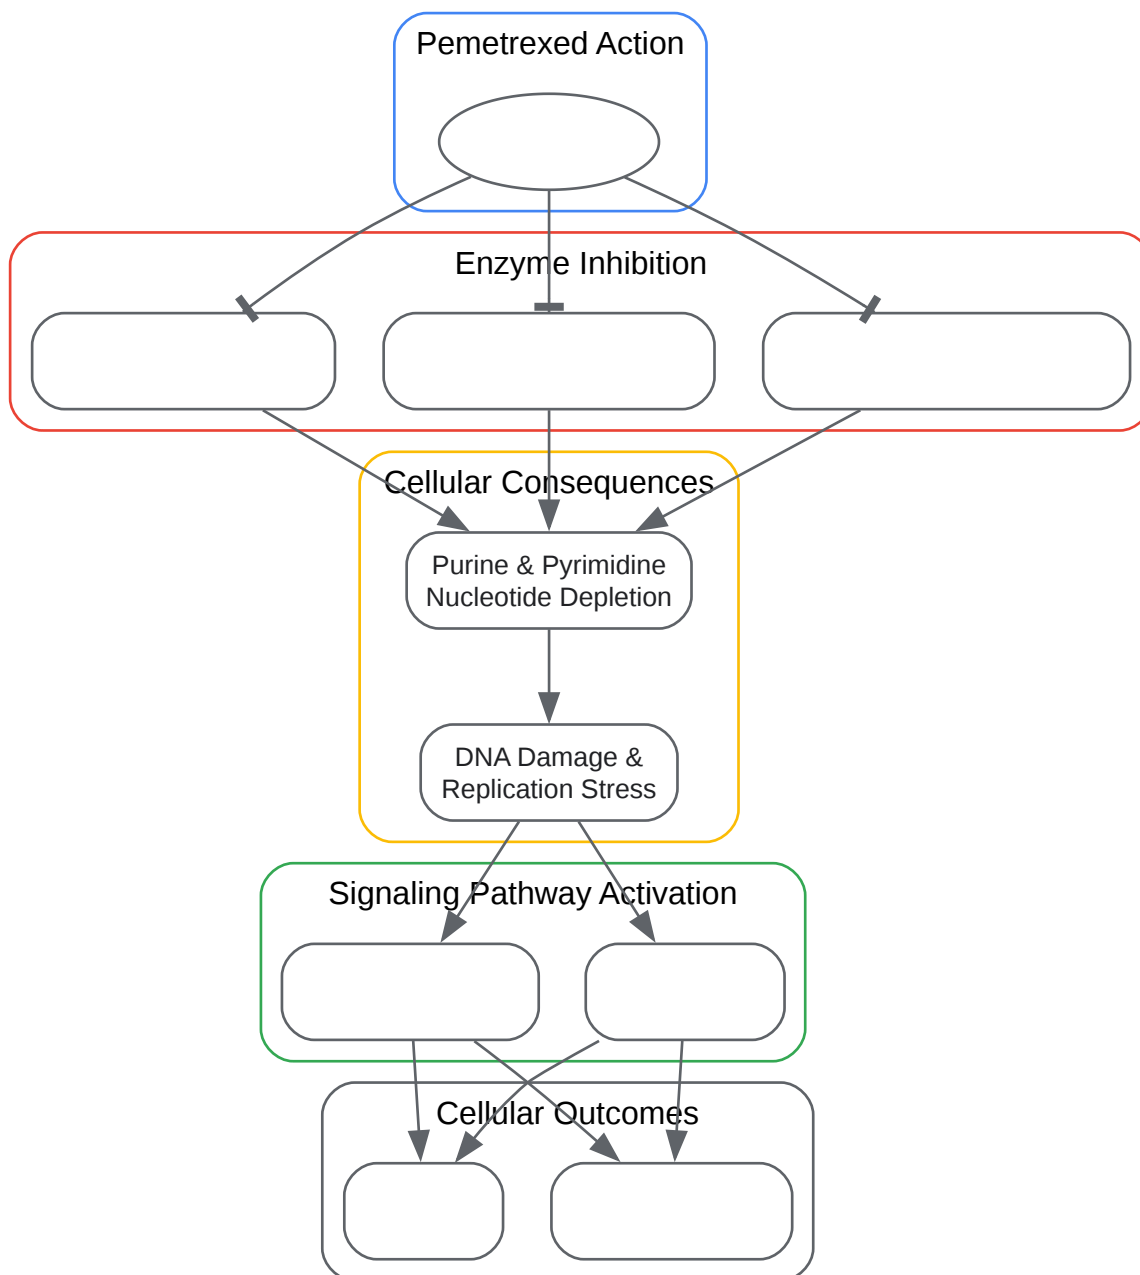 Pemetrexed Action
Enzyme Inhibition
Cellular Consequences
Purine & Pyrimidine
Nucleotide Depletion
DNA Damage &
Replication Stress
Signaling Pathway Activation
Cellular Outcomes